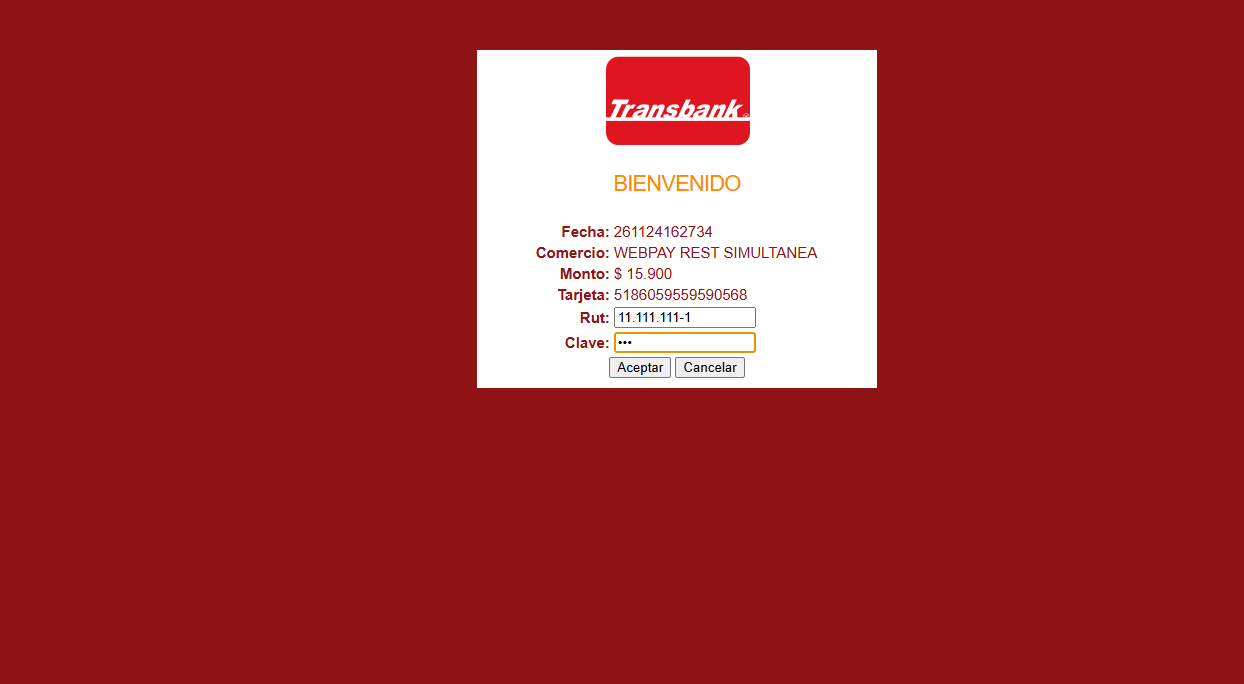 Transbank®
BIENVENIDO
Fecha: 261124162734
Comercio: WEBPAY REST SIMULTANEA
Monto: $ 15.900
Tarjeta: 5186059559590568
Rut: 11.111.111-1
Clave: •••
Aceptar Cancelar